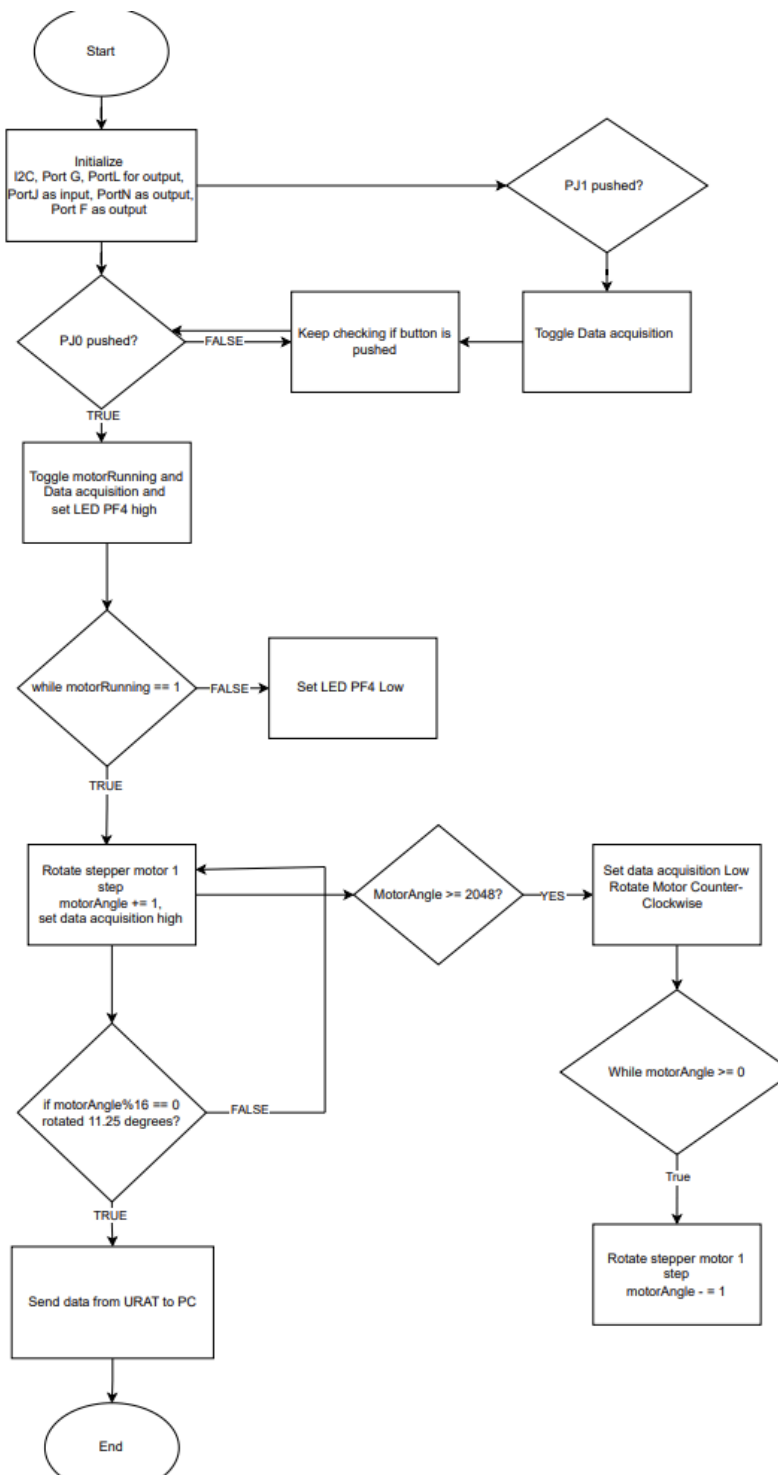 Start
Initialize
I2C, Port G, PortL for output,
PortJ as input, PortN as output,
Port F as output
PJ1 pushed?
PJ0 pushed?
FALSE
Keep checking if button is
pushed
Toggle Data acquisition
TRUE
Toggle motorRunning and
Data acquisition and
set LED PF4 high
while motorRunning == 1
FALSE
Set LED PF4 Low
TRUE
Rotate stepper motor 1
step
motorAngle += 1,
set data acquisition high
MotorAngle >= 2048?
YES
Set data acquisition Low
Rotate Motor Counter-
Clockwise
While motorAngle >= 0
if motorAngle%16 == 0
rotated 11.25 degrees?
FALSE
True
TRUE
Rotate stepper motor 1
step
motorAngle - = 1
Send data from URAT to PC
End